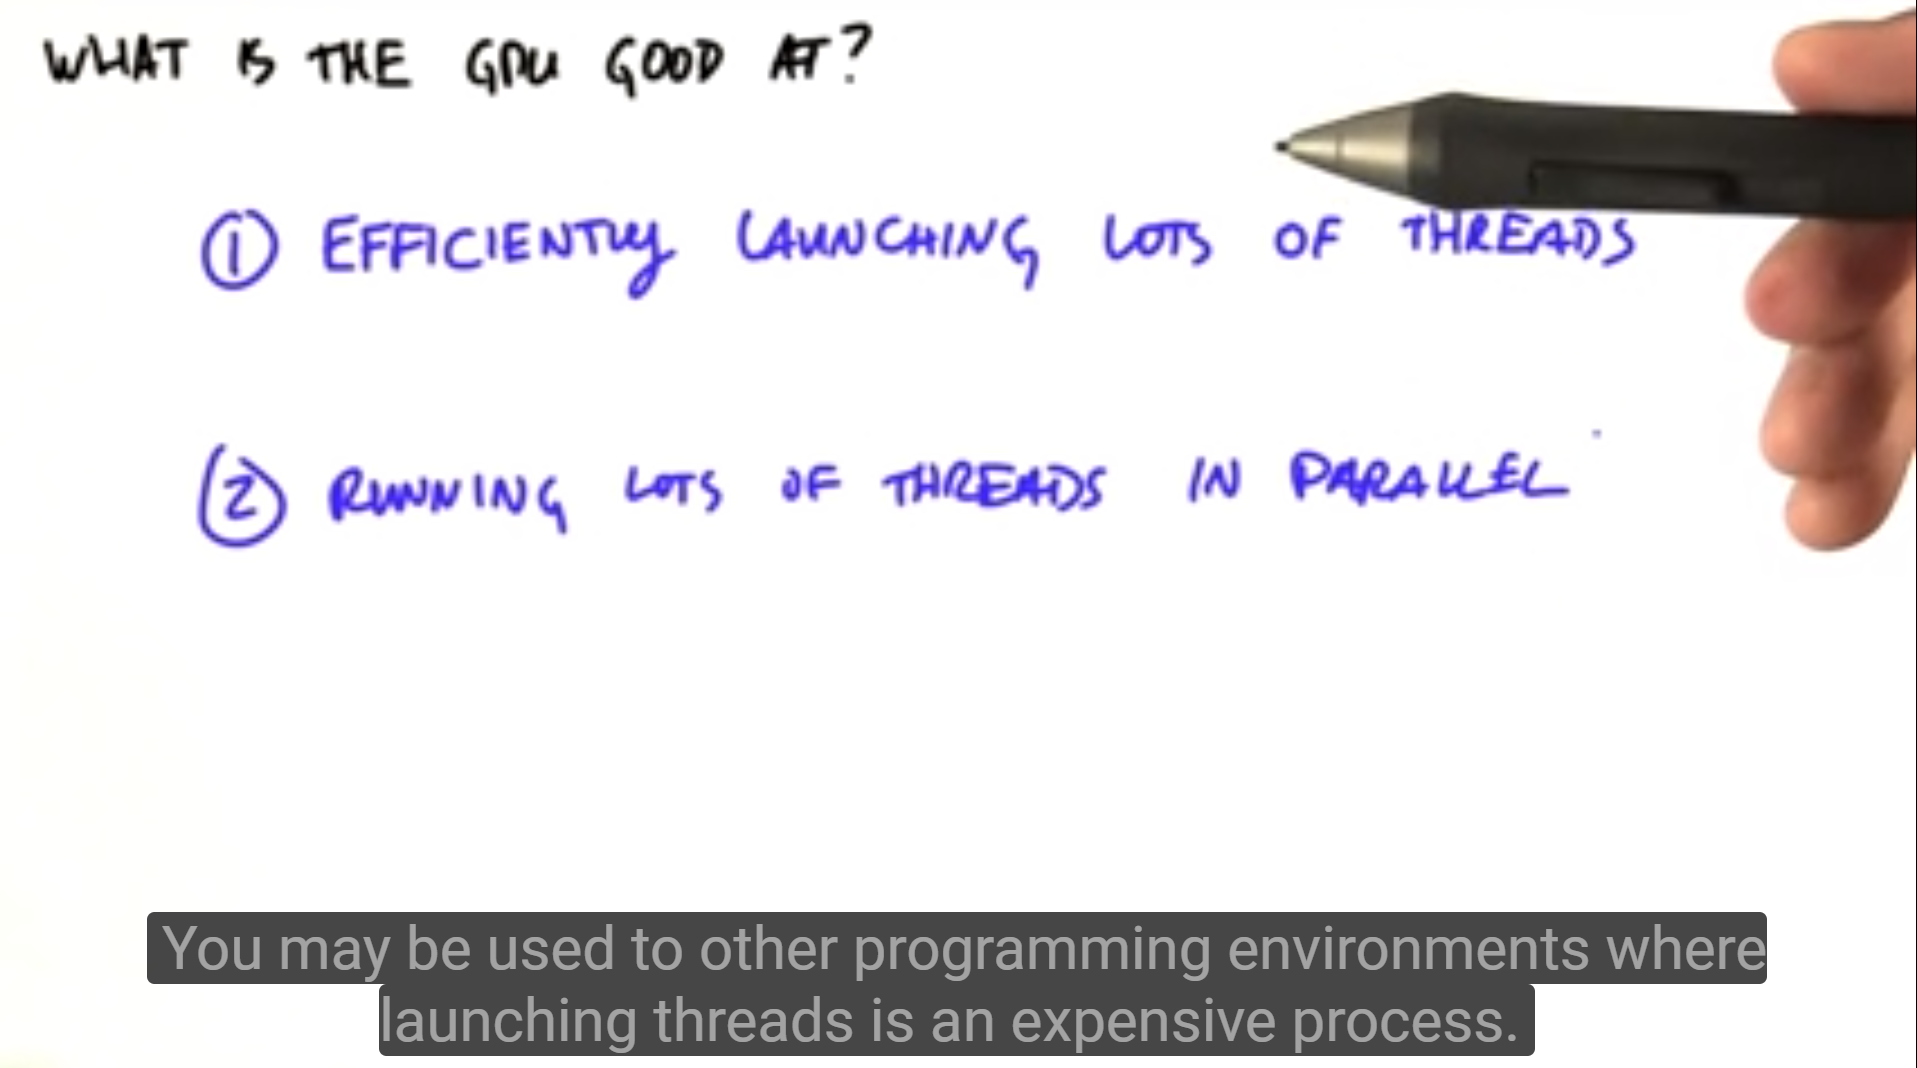 WHAT IS THE GPU GOOD AT?
① EFFICIENTLY LAUNCHING LOTS OF THREADS
② RUNNING LOTS OF THREADS IN PARALLEL
You may be used to other programming environments where
launching threads is an expensive process.